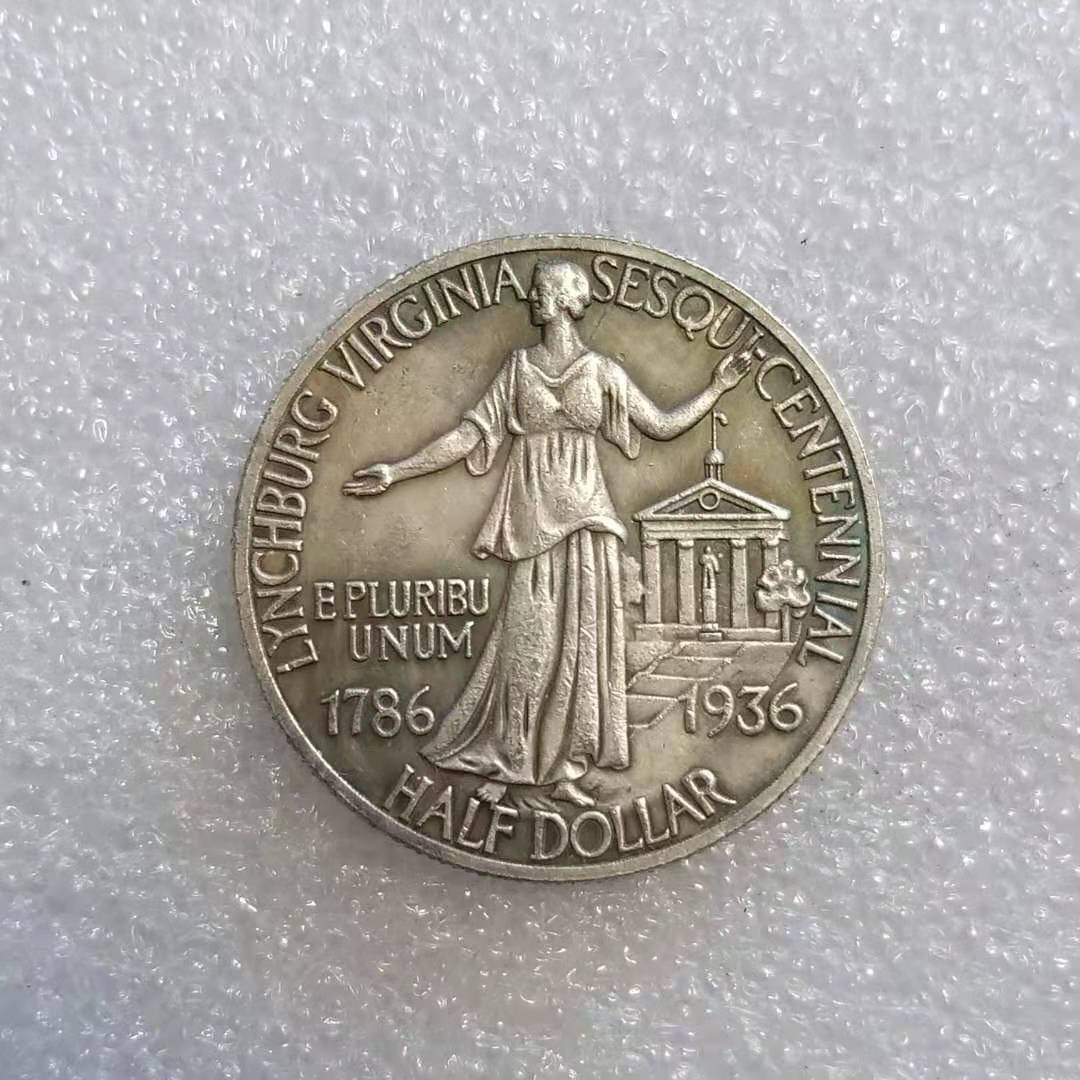 LYNCHBURG VIRGINIA SESQUI-CENTENNIAL
E PLURIBU
UNUM
1786 1936
HALF DOLLAR